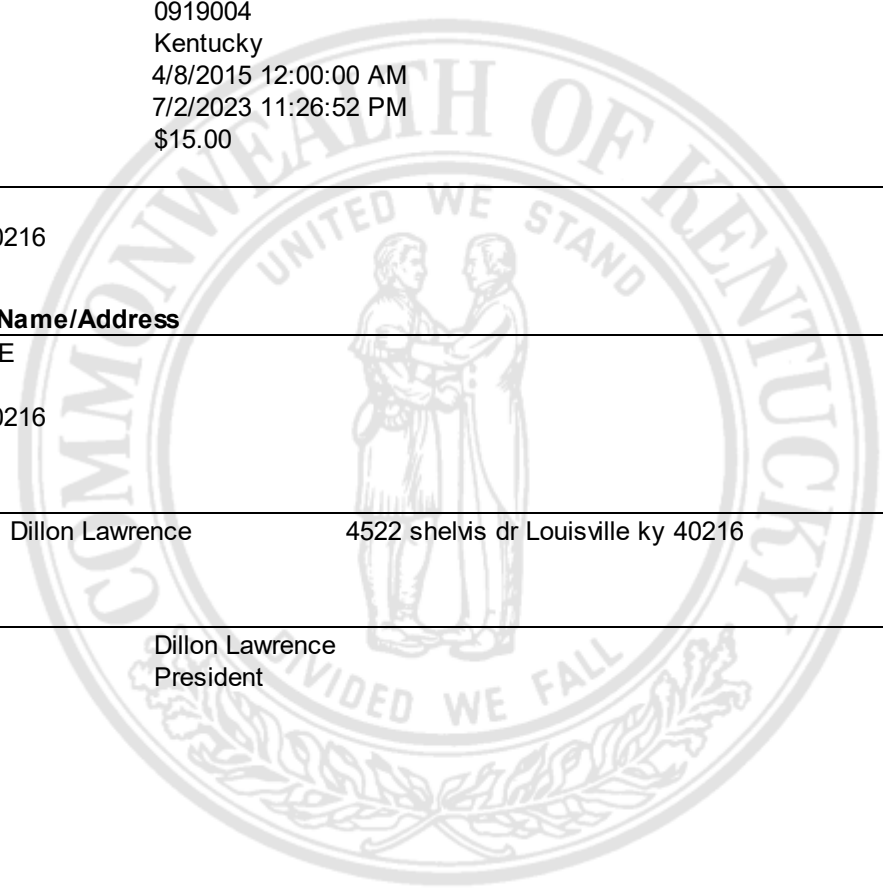 0919004
Kentucky
4/8/2015 12:00:00 AM
7/2/2023 11:26:52 PM
$15.00
0216
Name/Address
E
0216
Dillon Lawrence 4522 shelvis dr Louisville ky 40216
Dillon Lawrence
President
COMMONWEALTH OF KENTUCKY
UNITED WE STAND
DIVIDED WE FALL